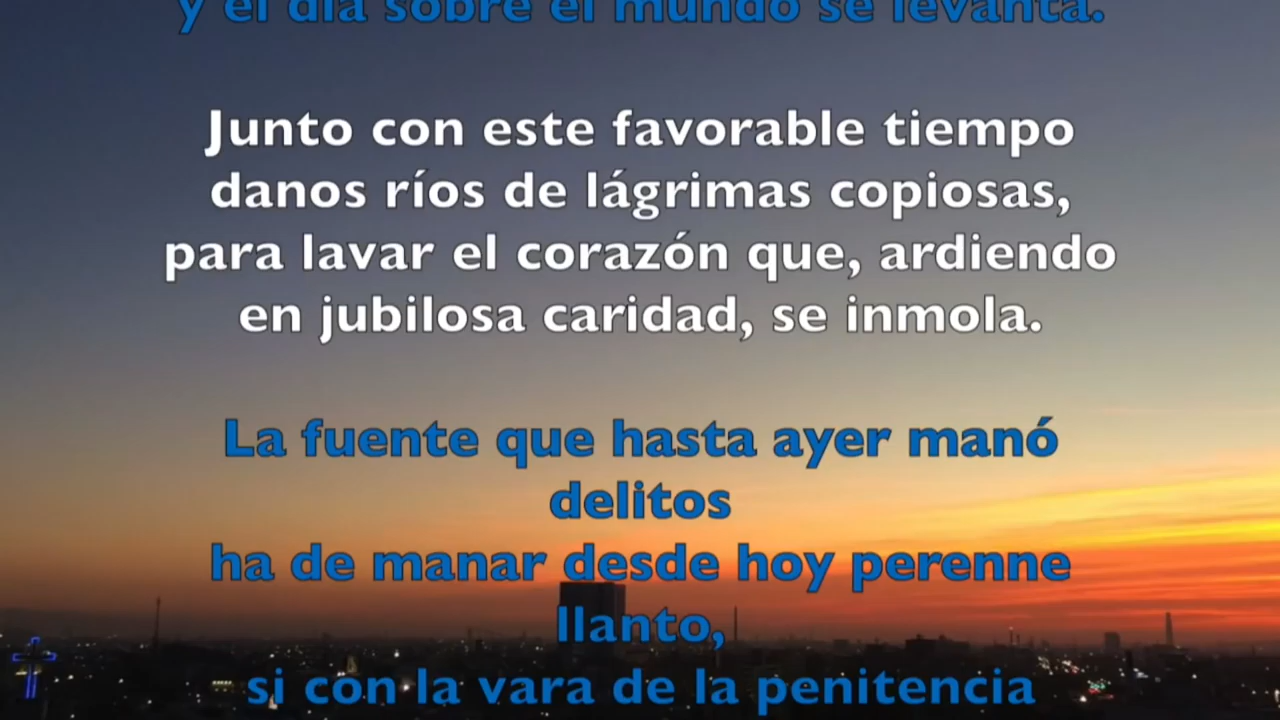 y el día sobre el mundo se levanta.
Junto con este favorable tiempo
danos ríos de lágrimas copiosas,
para lavar el corazón que, ardiendo
en jubilosa caridad, se inmola.
La fuente que hasta ayer manó
delitos
ha de manar desde hoy perenne
llanto,
si con la vara de la penitencia